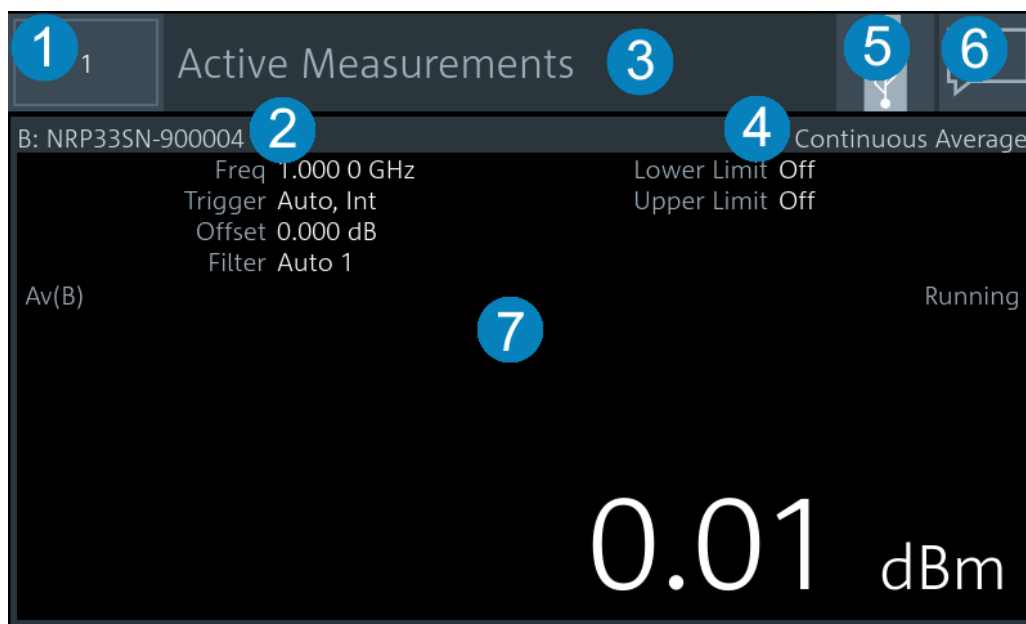 1 1 Active Measurements 3 5 6
B: NRP33SN-900004 2 4 Continuous Average
Freq 1.000 0 GHz Lower Limit Off
Trigger Auto, Int Upper Limit Off
Offset 0.000 dB
Filter Auto 1
Av(B) Running
7
0.01 dBm